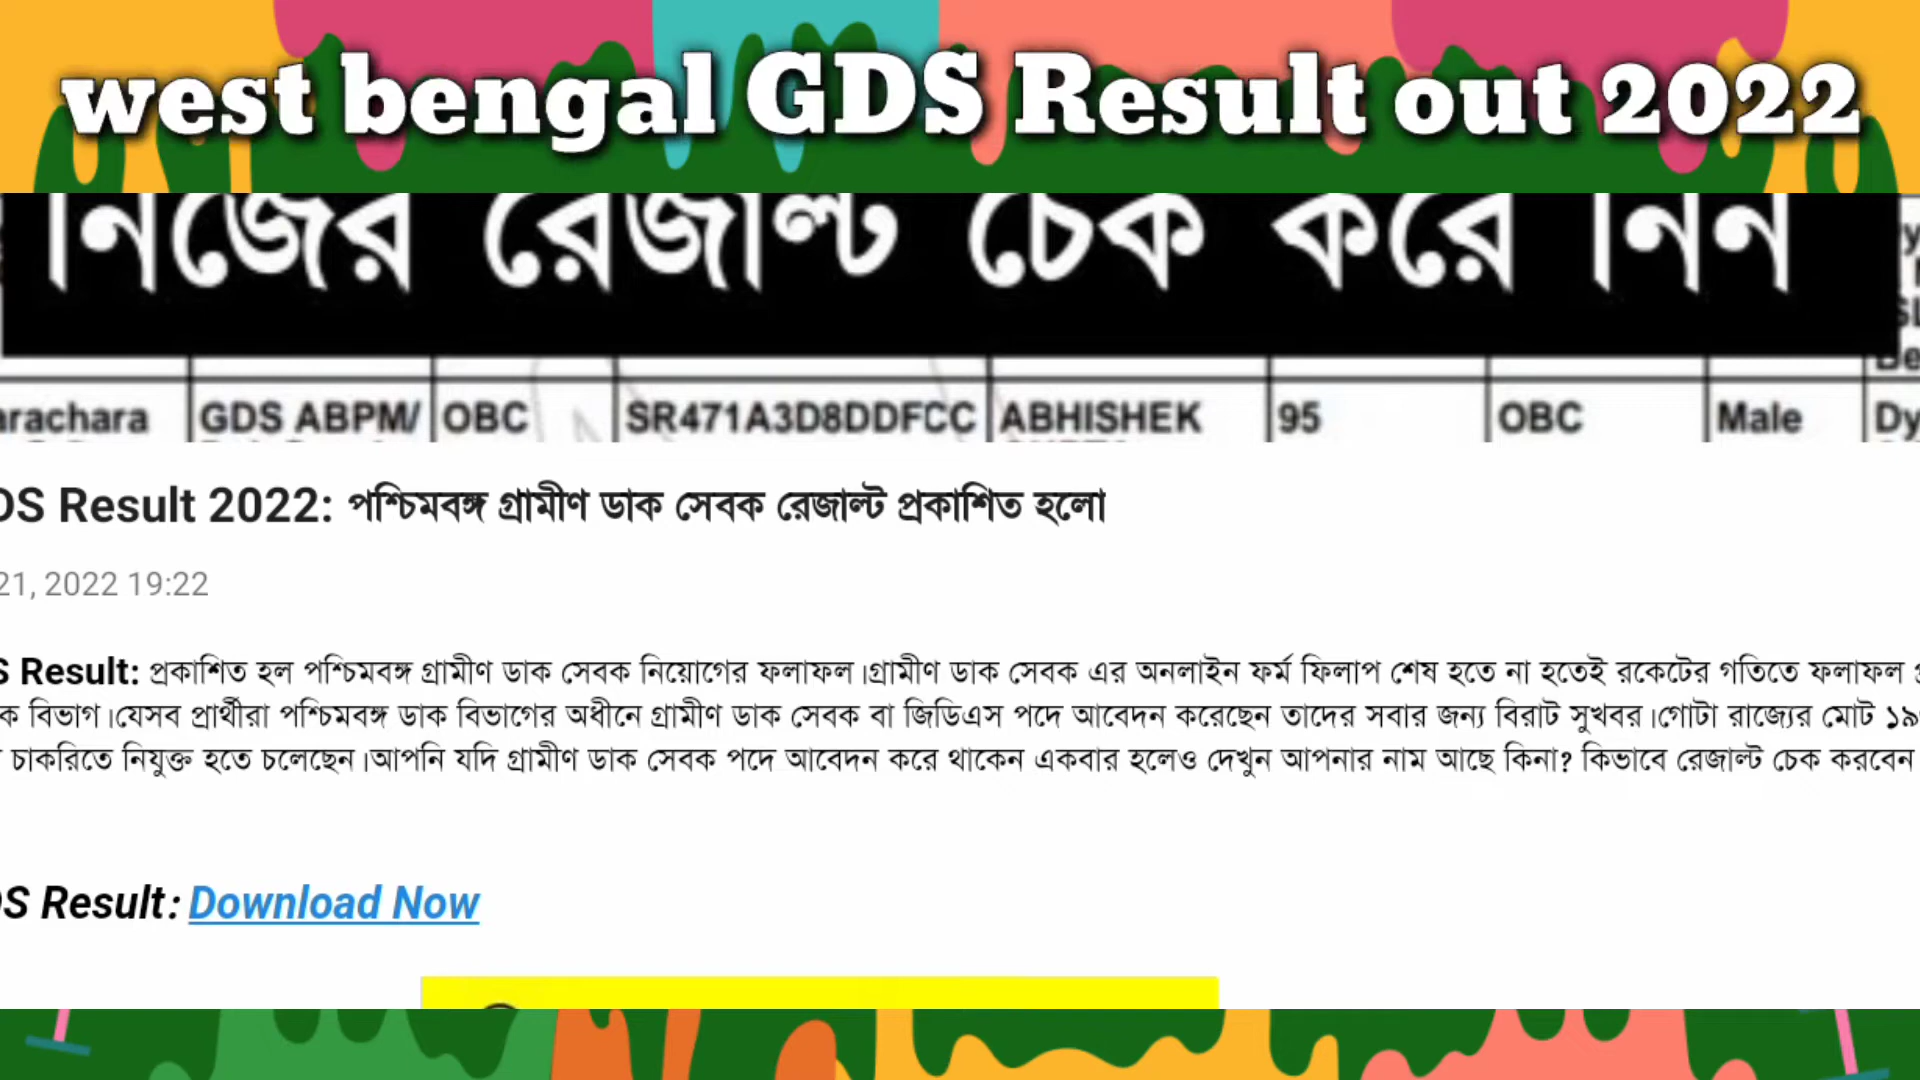 west bengal GDS Result out 2022
নিজের রেজাল্ট চেক করে নিন
arachara GDS ABPM/ OBC SR471A3D8DDFCC ABHISHEK 95 OBC Male Dy
DS Result 2022: পশ্চিমবঙ্গ গ্রামীণ ডাক সেবক রেজাল্ট প্রকাশিত হলো
21, 2022 19:22
S Result: প্রকাশিত হল পশ্চিমবঙ্গ গ্রামীণ ডাক সেবক নিয়োগের ফলাফল।গ্রামীণ ডাক সেবক এর অনলাইন ফর্ম ফিলাপ শেষ হতে না হতেই রকেটের গতিতে ফলাফল
ক বিভাগ।যেসব প্রার্থীরা পশ্চিমবঙ্গ ডাক বিভাগের অধীনে গ্রামীণ ডাক সেবক বা জিডিএস পদে আবেদন করেছেন তাদের সবার জন্য বিরাট সুখবর।গোটা রাজ্যের মোট ১৯
চাকরিতে নিযুক্ত হতে চলেছেন।আপনি যদি গ্রামীণ ডাক সেবক পদে আবেদন করে থাকেন একবার হলেও দেখুন আপনার নাম আছে কিনা? কিভাবে রেজাল্ট চেক করবেন
S Result: Download Now